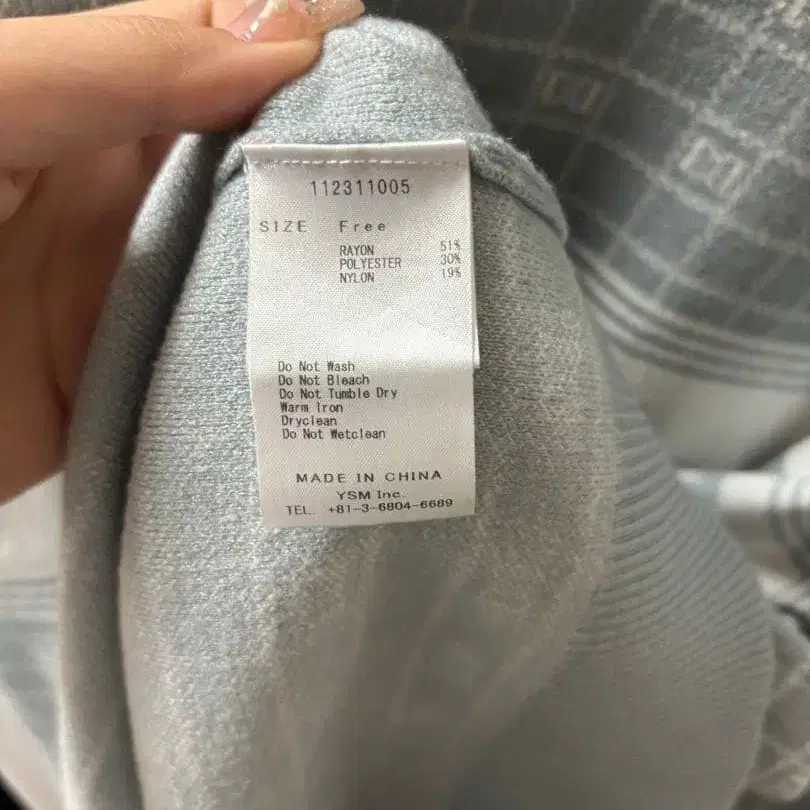 112311005
SIZE Free
RAYON 51%
POLYESTER 30%
NYLON 19%
Do Not Wash
Do Not Bleach
Do Not Tumble Dry
Warm Iron
Dryclean
Do Not Wetclean
MADE IN CHINA
YSM Inc.
TEL. +81-3-6804-6689